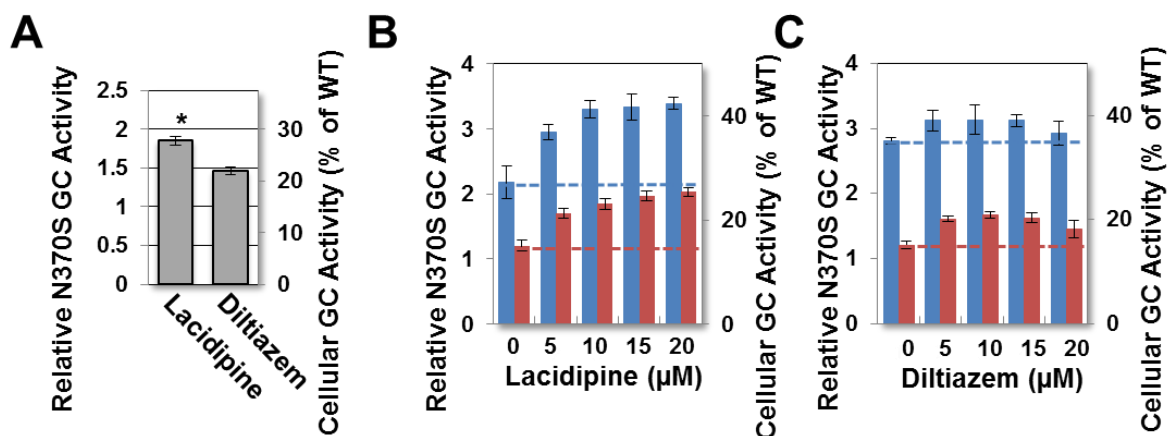 A
Relative N370S GC Activity
2.5
2
1.5
1
0.5
0
*
30
20
10
0
Cellular GC Activity (% of WT)
Lacidipine
Diltiazem
B
Relative N370S GC Activity
4
3
2
1
0
40
20
0
Cellular GC Activity (% of WT)
0 5 10 15 20
Lacidipine (µM)
C
Relative N370S GC Activity
4
3
2
1
0
40
20
0
Cellular GC Activity (% of WT)
0 5 10 15 20
Diltiazem (µM)